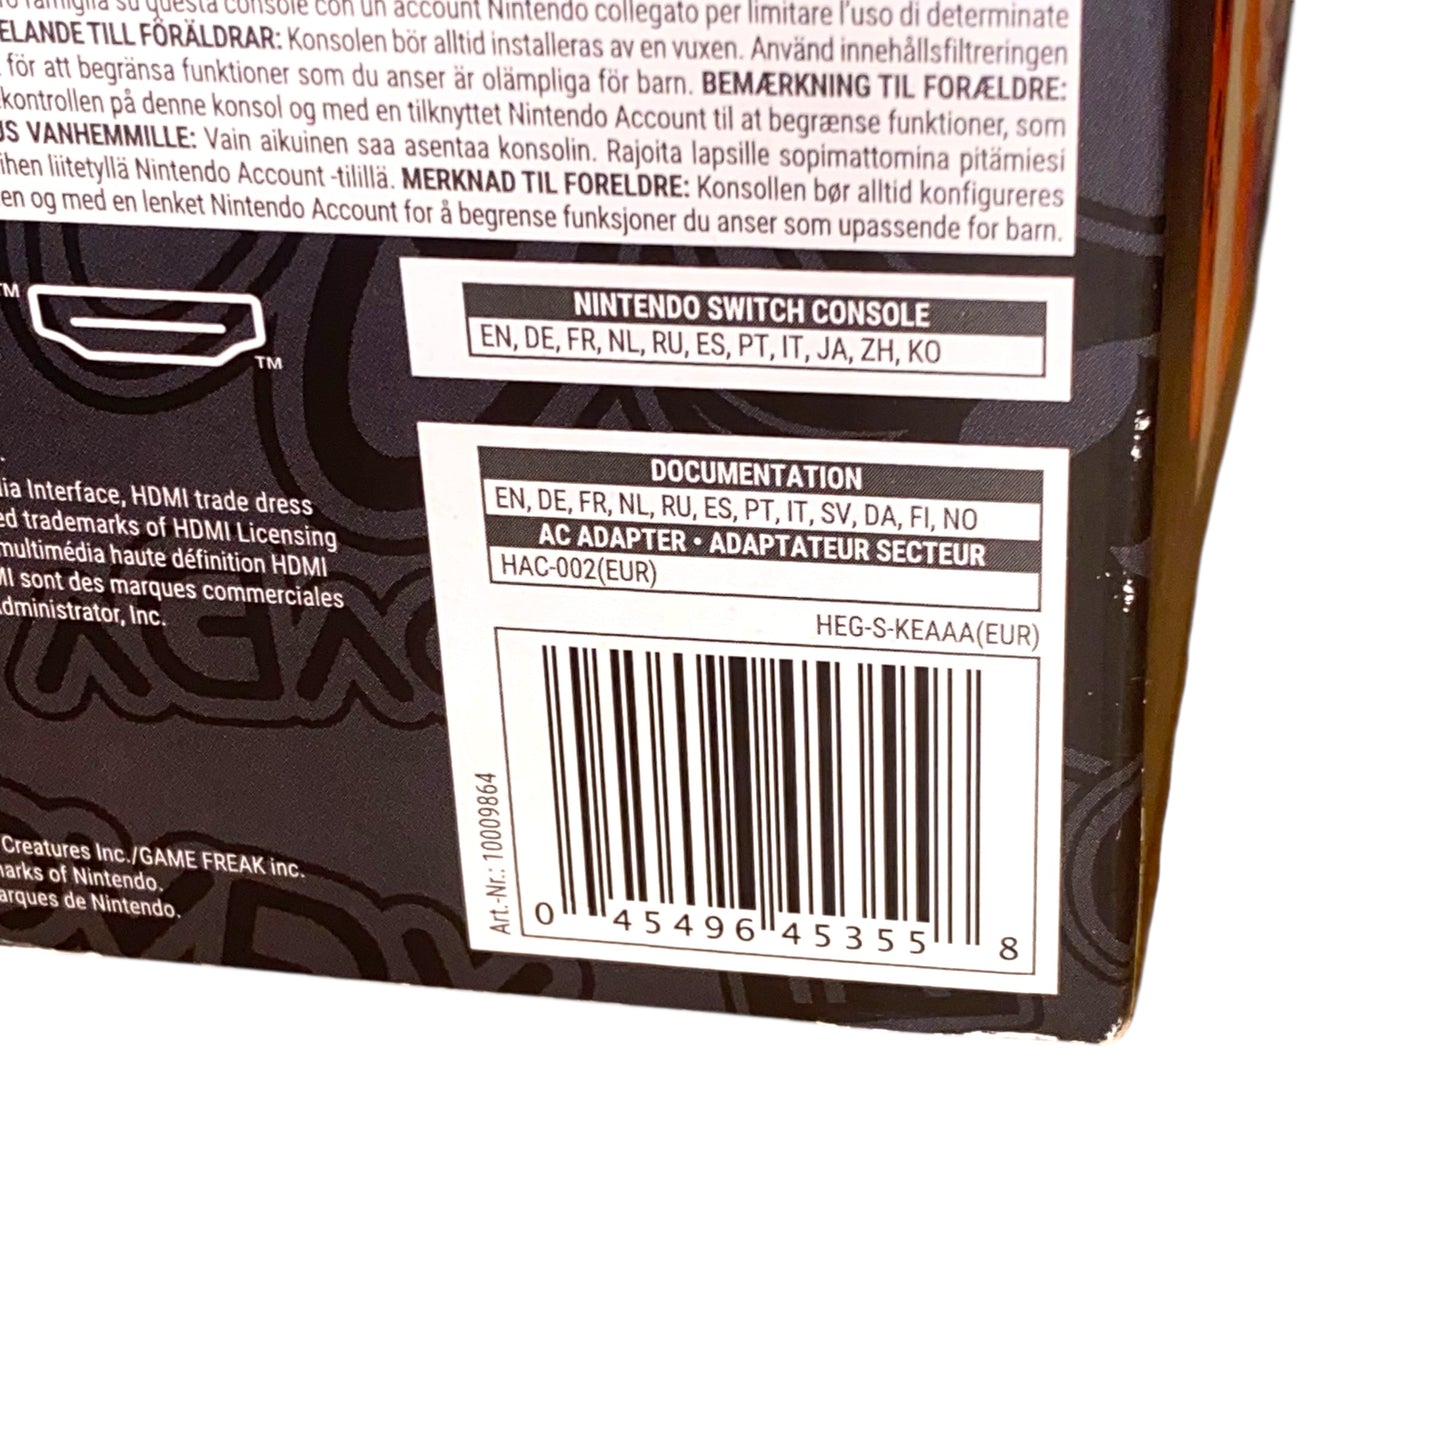 famiglia su questa console con un account Nintendo collegato per limitare l'uso di determinate
ELANDE TILL FÖRÄLDRAR: Konsolen bör alltid installeras av en vuxen. Använd innehållsfiltreringen
för att begränsa funktioner som du anser är olämpliga för barn. BEMÆRKNING TIL FORÆLDRE:
kontrollen på denne konsol og med en tilknyttet Nintendo Account til at begrænse funktioner, som
US VANHEMMILLE: Vain aikuinen saa asentaa konsolin. Rajoita lapsille sopimattomina pitämiesi
ihen liitetyllä Nintendo Account -tilillä. MERKNAD TIL FORELDRE: Konsollen bør alltid konfigureres
en og med en lenket Nintendo Account for å begrense funksjoner du anser som upassende for barn.
™
™
NINTENDO SWITCH CONSOLE
EN, DE, FR, NL, RU, ES, PT, IT, JA, ZH, KO
ia Interface, HDMI trade dress
ed trademarks of HDMI Licensing
multimédia haute définition HDMI
MI sont des marques commerciales
dministrator, Inc.
DOCUMENTATION
EN, DE, FR, NL, RU, ES, PT, IT, SV, DA, FI, NO
AC ADAPTER • ADAPTATEUR SECTEUR
HAC-002(EUR)
HEG-S-KEAAA(EUR)
Art.-Nr.: 10009864
0 45496 45355 8
Creatures Inc./GAME FREAK inc.
arks of Nintendo.
arques de Nintendo.